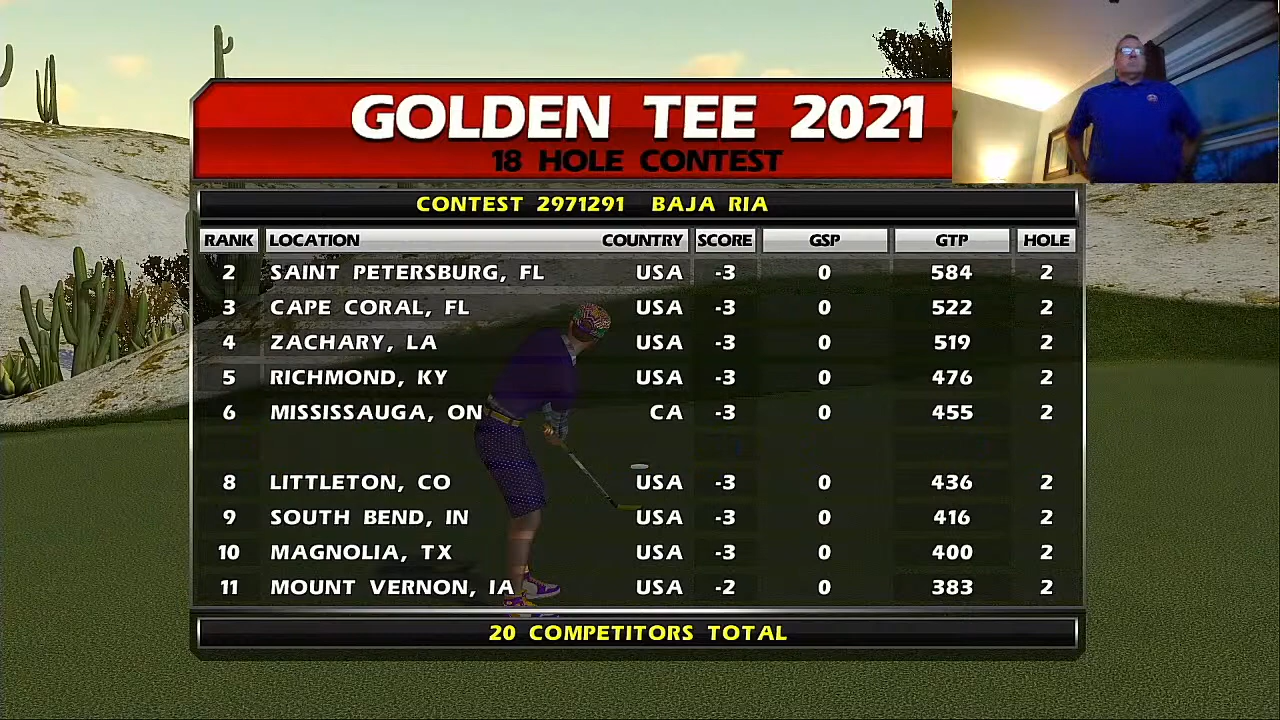 GOLDEN TEE 2021
18 HOLE CONTEST
CONTEST 2971291 BAJA RIA
RANK LOCATION COUNTRY SCORE GSP GTP HOLE
2 SAINT PETERSBURG, FL USA -3 0 584 2
3 CAPE CORAL, FL USA -3 0 522 2
4 ZACHARY, LA USA -3 0 519 2
5 RICHMOND, KY USA -3 0 476 2
6 MISSISSAUGA, ON CA -3 0 455 2
8 LITTLETON, CO USA -3 0 436 2
9 SOUTH BEND, IN USA -3 0 416 2
10 MAGNOLIA, TX USA -3 0 400 2
11 MOUNT VERNON, IA USA -2 0 383 2
20 COMPETITORS TOTAL